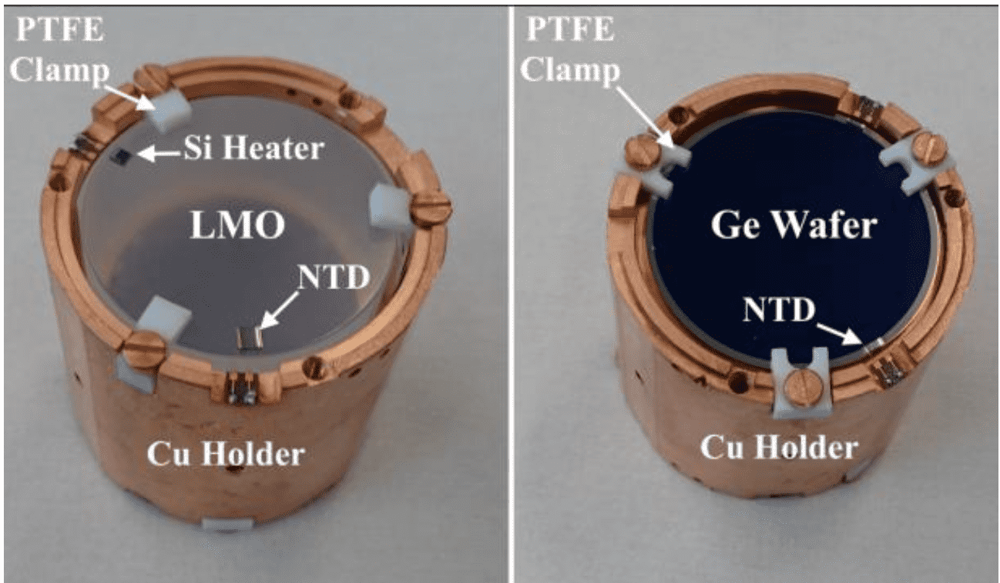 PTFE
Clamp
Si Heater
LMO
NTD
Cu Holder
PTFE
Clamp
Ge Wafer
NTD
Cu Holder